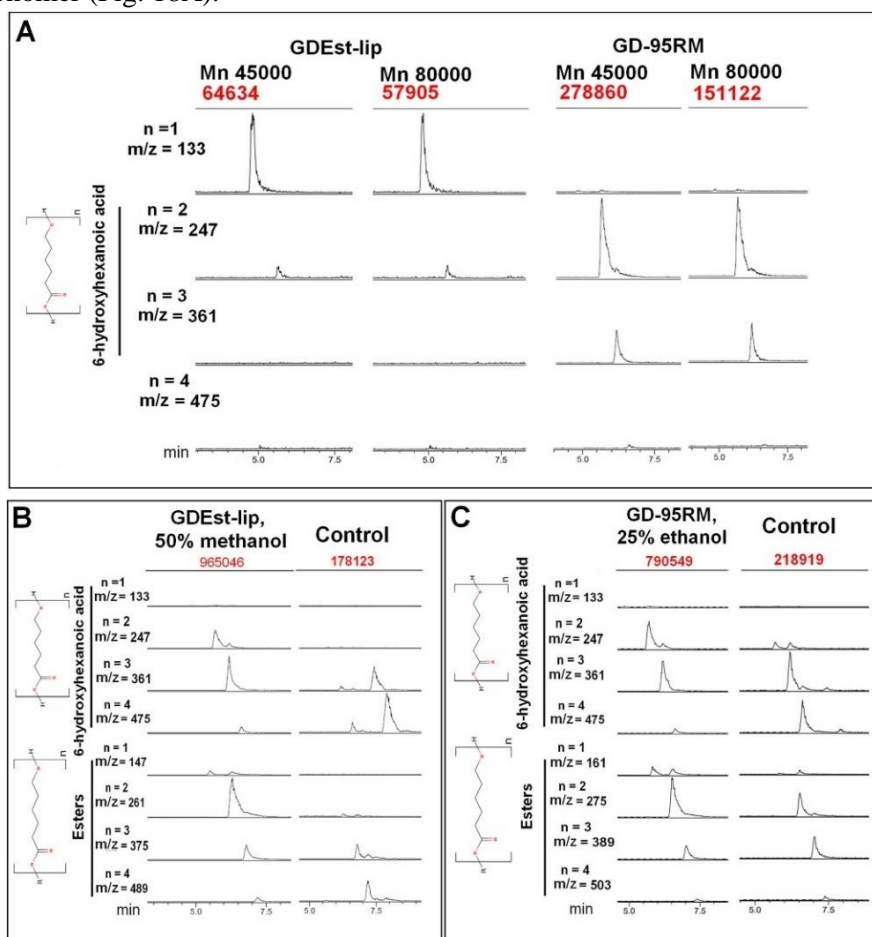 nomer (Fig. 18A).
A
GDEst-lip GD-95RM
Mn 45000 Mn 80000 Mn 45000 Mn 80000
64634 57905 278860 151122
n =1
m/z = 133
n = 2
m/z = 247
n = 3
m/z = 361
n = 4
m/z = 475
6-hydroxyhexanoic acid
H
n
O
O
O
H
min 5.0 7.5 5.0 7.5 5.0 7.5 5.0 7.5
B
GDEst-lip,
50% methanol Control
965046 178123
n =1
m/z = 133
n = 2
m/z = 247
n = 3
m/z = 361
n = 4
m/z = 475
6-hydroxyhexanoic acid
H
n
O
O
O
H
n = 1
m/z = 147
n = 2
m/z = 261
n = 3
m/z = 375
n = 4
m/z = 489
Esters
H
n
O
O
O
R
min 5.0 7.5 5.0 7.5
C
GD-95RM,
25% ethanol Control
790549 218919
n =1
m/z = 133
n = 2
m/z = 247
n = 3
m/z = 361
n = 4
m/z = 475
6-hydroxyhexanoic acid
H
n
O
O
O
H
n = 1
m/z = 161
n = 2
m/z = 275
n = 3
m/z = 389
n = 4
m/z = 503
Esters
H
n
O
O
O
R
min 5.0 7.5 5.0 7.5